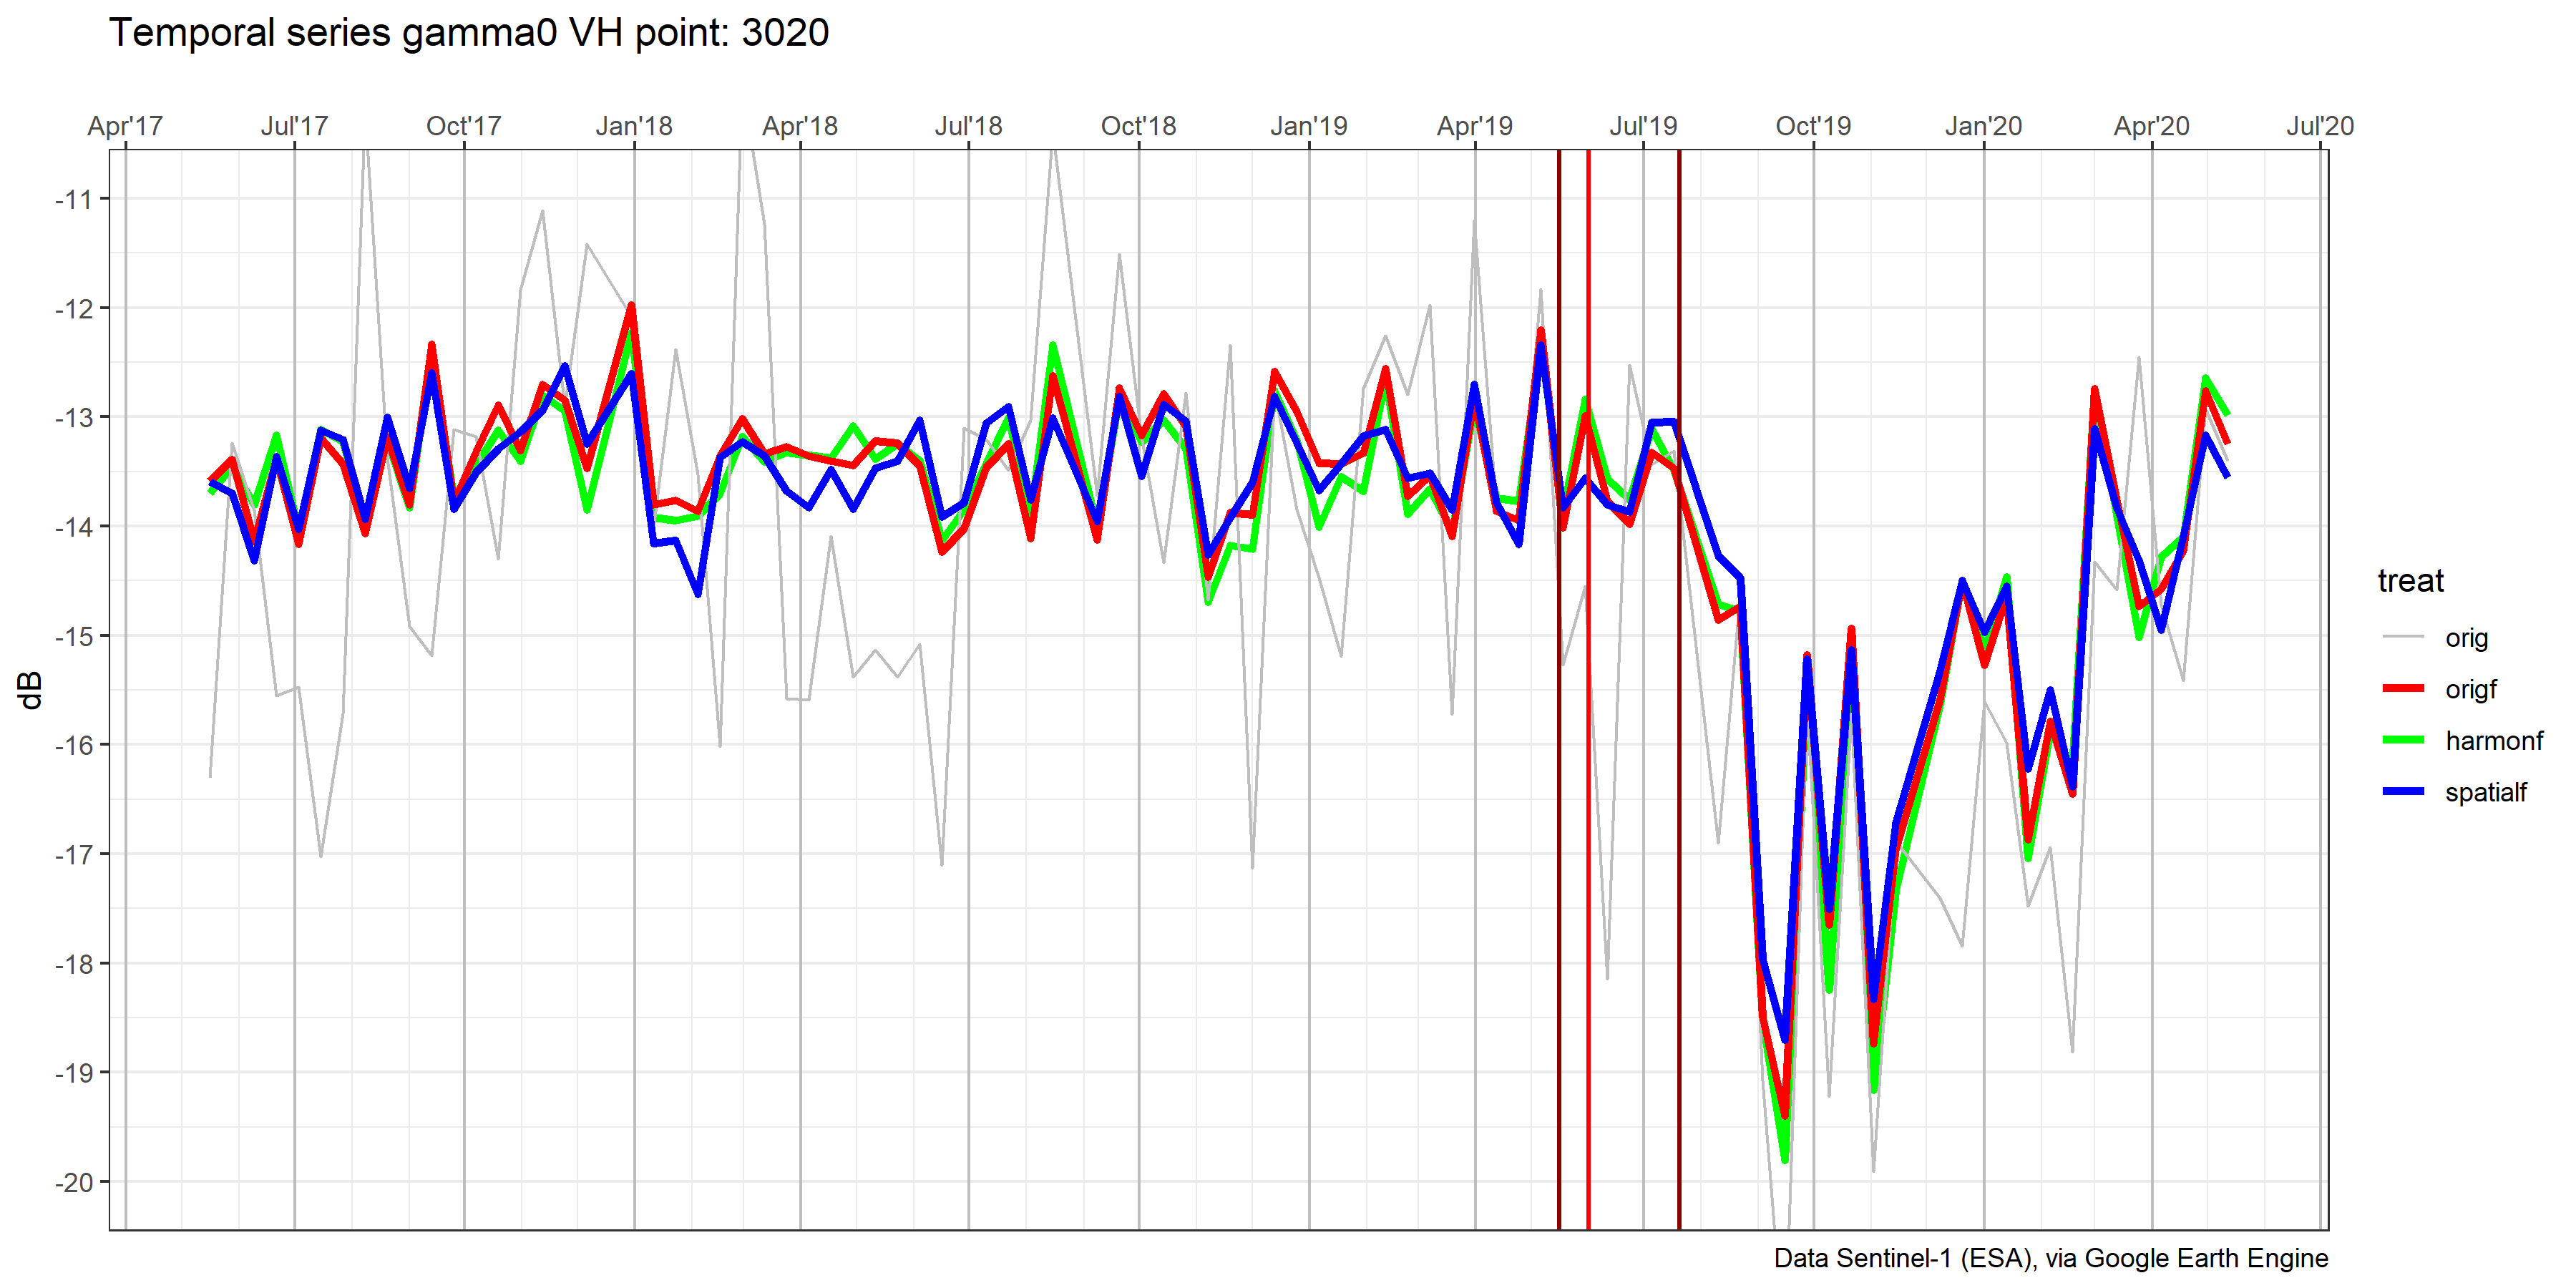 Temporal series gamma0 VH point: 3020
Apr'17 Jul'17 Oct'17 Jan'18 Apr'18 Jul'18 Oct'18 Jan'19 Apr'19 Jul'19 Oct'19 Jan'20 Apr'20 Jul'20
-11
-12
-13
-14
-15
-16
-17
-18
-19
-20
dB
treat
orig
origf
harmonf
spatialf
Data Sentinel-1 (ESA), via Google Earth Engine